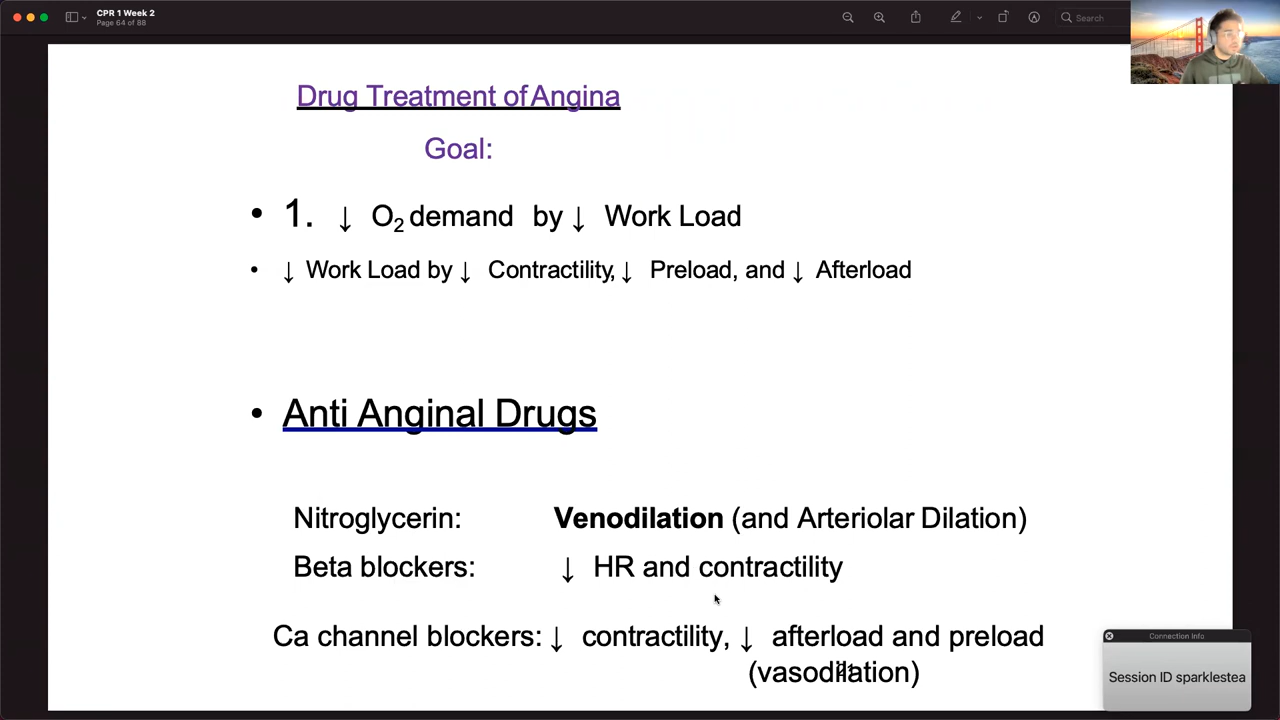 CPR 1 Week 2
Page 64 of 88
Search
Drug Treatment of Angina
Goal:
• 1. ↓ O₂ demand by ↓ Work Load
• ↓ Work Load by ↓ Contractility, ↓ Preload, and ↓ Afterload
• Anti Anginal Drugs
Nitroglycerin: Venodilation (and Arteriolar Dilation)
Beta blockers: ↓ HR and contractility
Ca channel blockers: ↓ contractility, ↓ afterload and preload
(vasodilation)
Connection Info
Session ID sparklestea